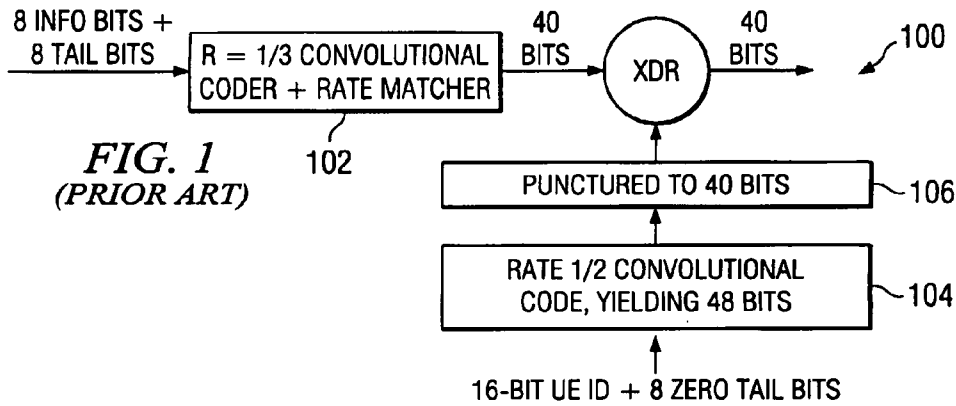 8 INFO BITS +
8 TAIL BITS
R = 1/3 CONVOLUTIONAL
CODER + RATE MATCHER
102
40
BITS
XDR
40
BITS
100
FIG. 1
(PRIOR ART)
PUNCTURED TO 40 BITS
106
RATE 1/2 CONVOLUTIONAL
CODE, YIELDING 48 BITS
104
16-BIT UE ID + 8 ZERO TAIL BITS